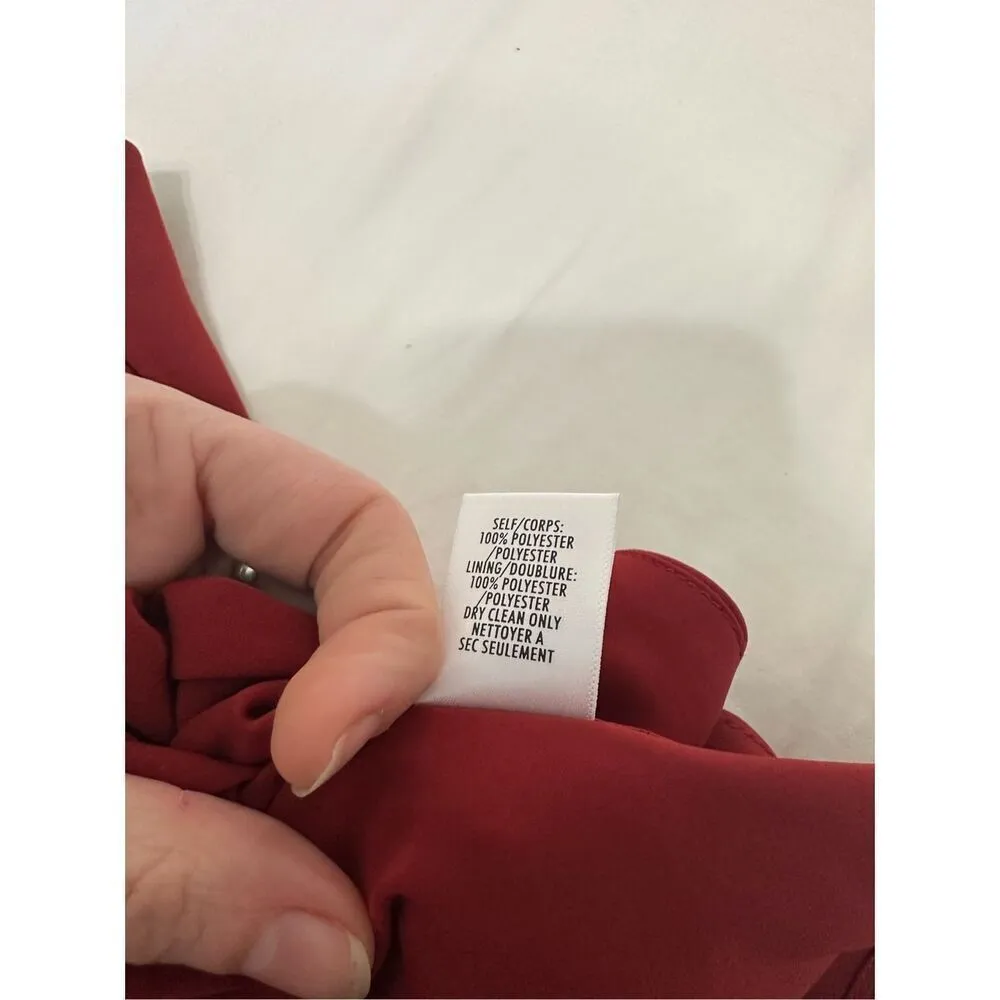 SELF/CORPS:
100% POLYESTER
/POLYESTER
LINING/DOUBLURE:
100% POLYESTER
/POLYESTER
DRY CLEAN ONLY
NETTOYER A
SEC SEULEMENT